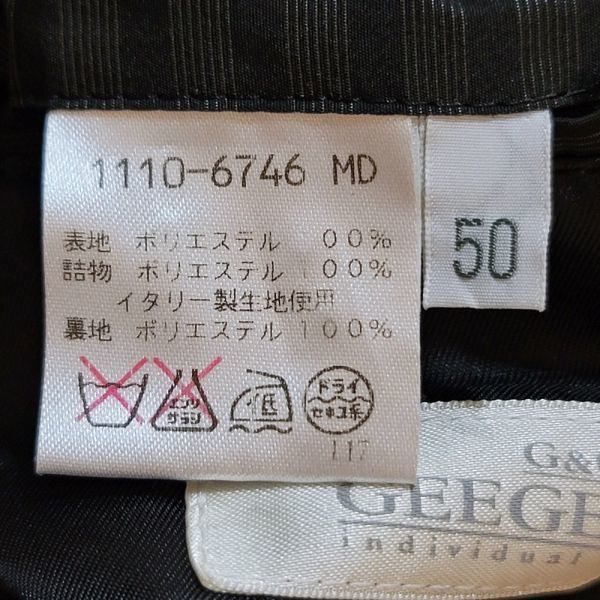 1110-6746 MD
表地 ポリエステル 00%
詰物 ポリエステル 100%
イタリー製生地使用
裏地 ポリエステル 100%
エンソ
サラシ
低
ドライ
セキユ系
117
50
G&G
GEEGE
individual